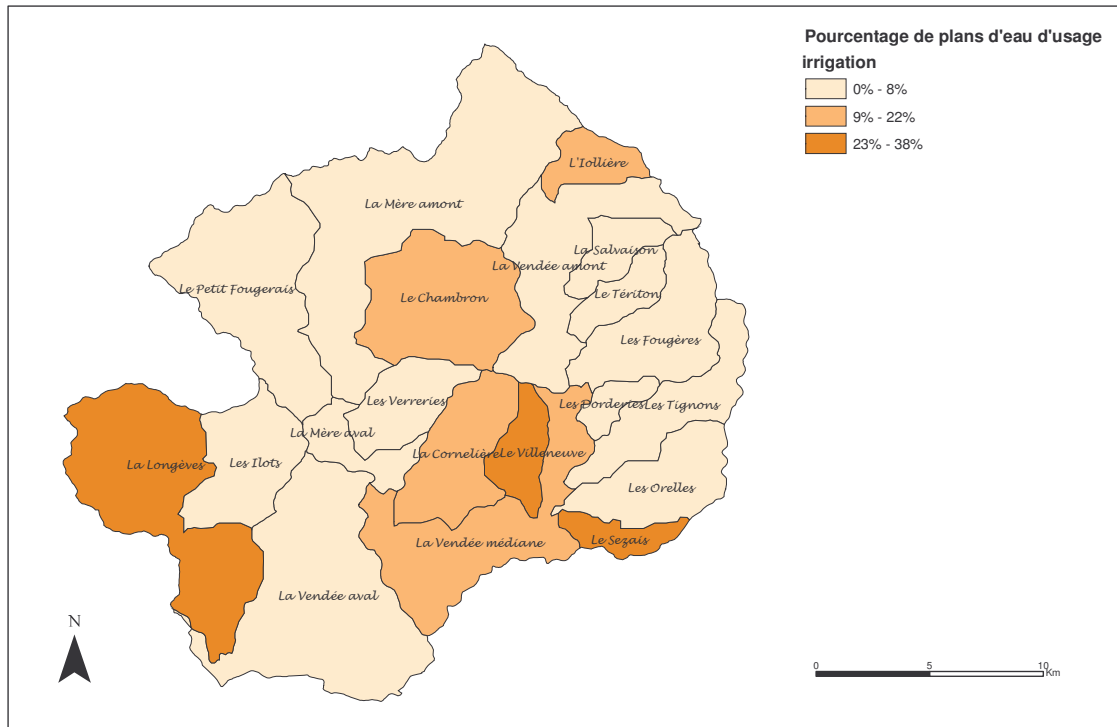 Pourcentage de plans d'eau d'usage
irrigation
0% - 8%
9% - 22%
23% - 38%
L'Iollière
La Mère amont
La Salvaison
La Vendée amont
Le Petit Fougerais
Le Chambron
Le Tériton
Les Fougères
Les Verreries
Les Dorderies
Les Tignons
La Mère aval
La Longèves
Les Ilots
La Cornelière
Le Villeneuve
Les Orelles
La Vendée médiane
Le Sezais
La Vendée aval
N
0
5
10
Km